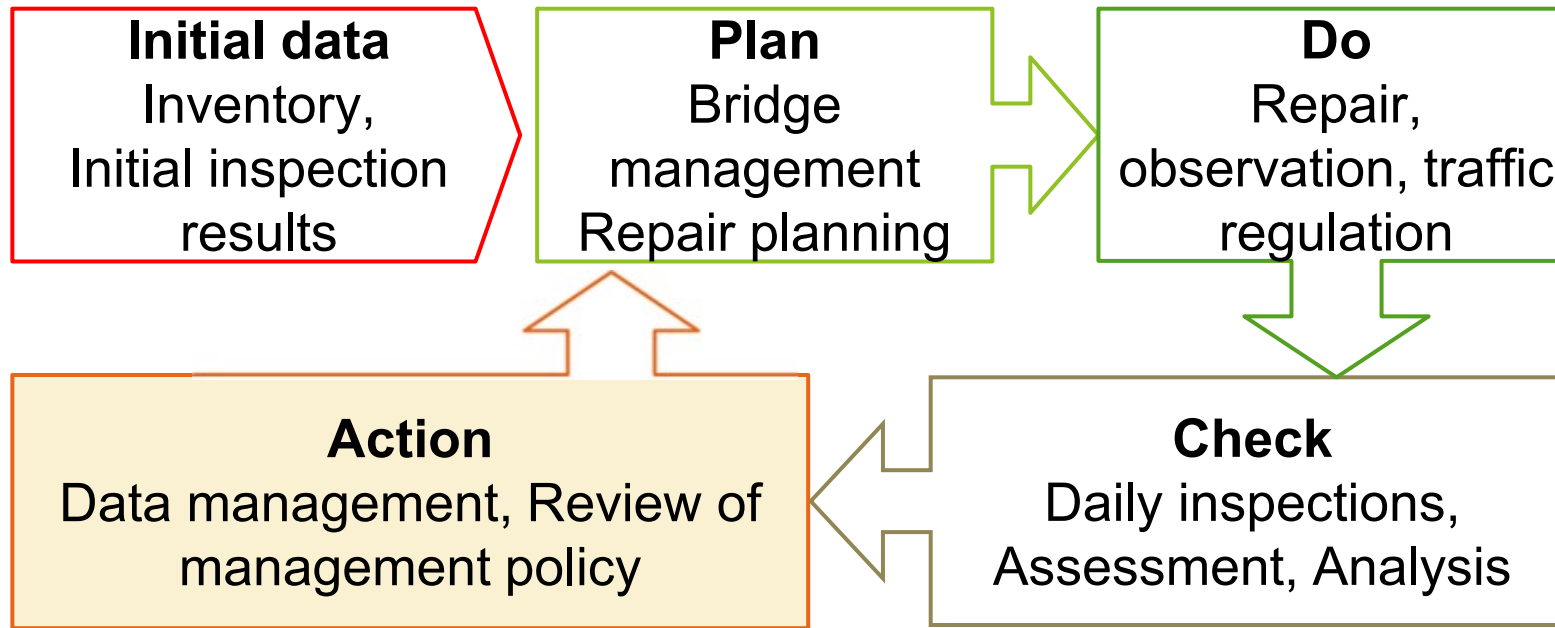 Initial data
Inventory,
Initial inspection
results
Plan
Bridge
management
Repair planning
Do
Repair,
observation, traffic
regulation
Action
Data management, Review of
management policy
Check
Daily inspections,
Assessment, Analysis